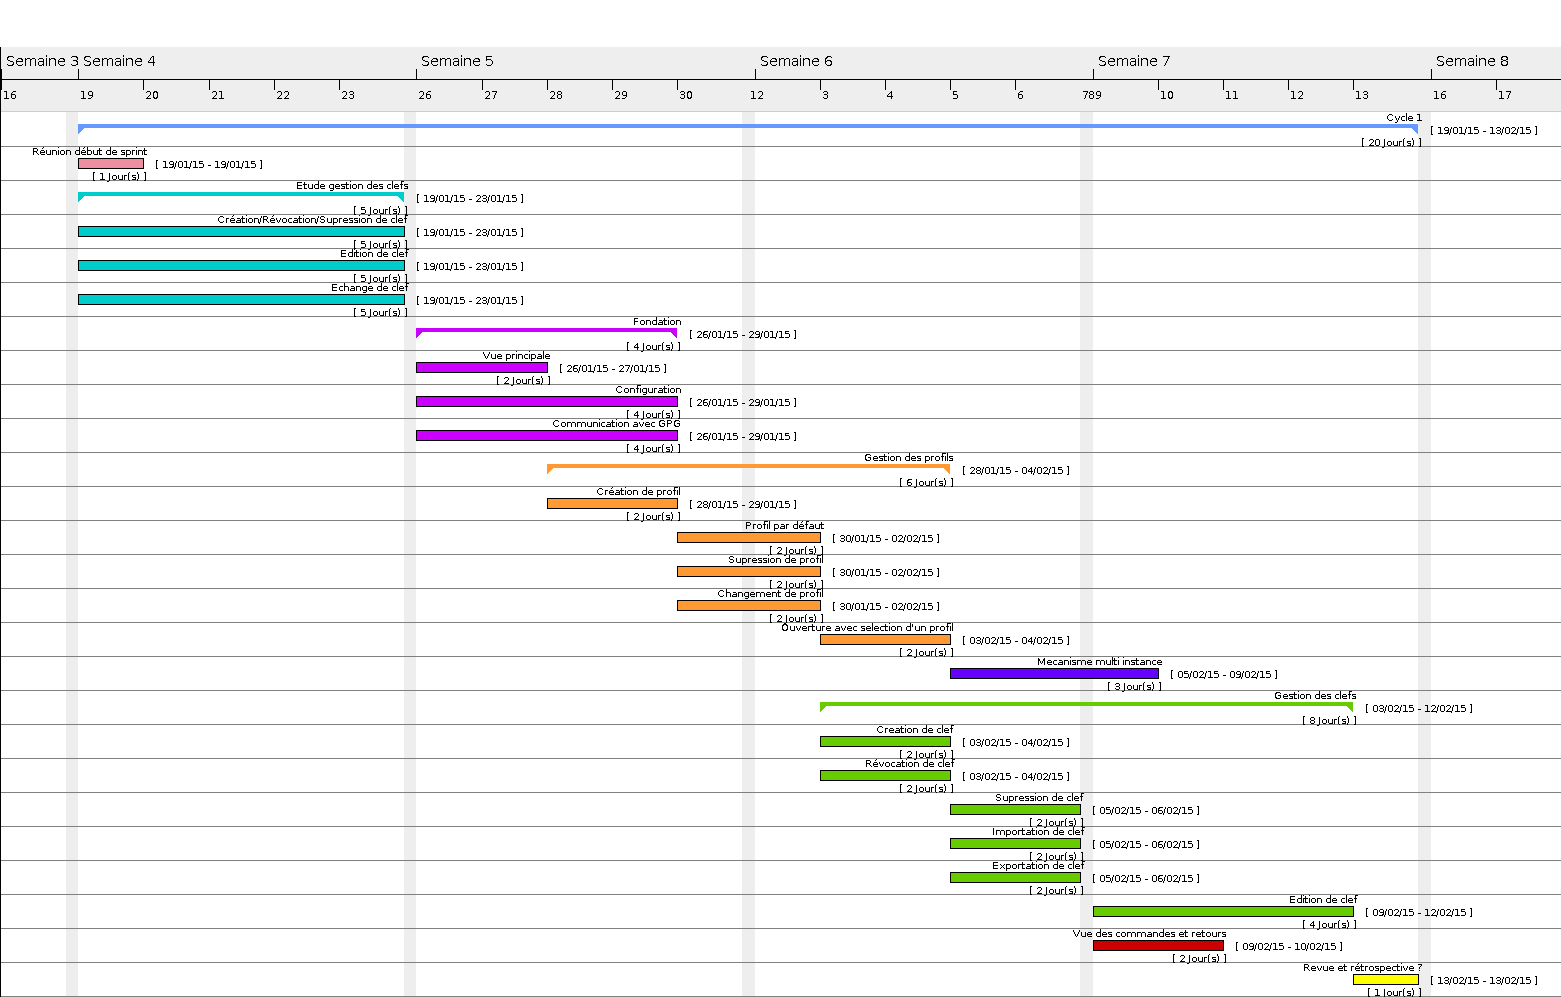 Semaine 3 Semaine 4 Semaine 5 Semaine 6 Semaine 7 Semaine 8
16 19 20 21 22 23 26 27 28 29 30 12 3 4 5 6 789 10 11 12 13 16 17
Cycle 1
[ 19/01/15 - 13/02/15 ]
[ 20 Jour(s) ]
Réunion début de sprint
[ 19/01/15 - 19/01/15 ]
[ 1 Jour(s) ]
Etude gestion des clefs
[ 19/01/15 - 23/01/15 ]
[ 5 Jour(s) ]
Création/Révocation/Supression de clef
[ 19/01/15 - 23/01/15 ]
[ 5 Jour(s) ]
Edition de clef
[ 19/01/15 - 23/01/15 ]
[ 5 Jour(s) ]
Echange de clef
[ 19/01/15 - 23/01/15 ]
[ 5 Jour(s) ]
Fondation
[ 26/01/15 - 29/01/15 ]
[ 4 Jour(s) ]
Vue principale
[ 26/01/15 - 27/01/15 ]
[ 2 Jour(s) ]
Configuration
[ 26/01/15 - 29/01/15 ]
[ 4 Jour(s) ]
Communication avec GPG
[ 26/01/15 - 29/01/15 ]
[ 4 Jour(s) ]
Gestion des profils
[ 28/01/15 - 04/02/15 ]
[ 6 Jour(s) ]
Création de profil
[ 28/01/15 - 29/01/15 ]
[ 2 Jour(s) ]
Profil par défaut
[ 30/01/15 - 02/02/15 ]
[ 2 Jour(s) ]
Supression de profil
[ 30/01/15 - 02/02/15 ]
[ 2 Jour(s) ]
Changement de profil
[ 30/01/15 - 02/02/15 ]
[ 2 Jour(s) ]
Ouverture avec selection d'un profil
[ 03/02/15 - 04/02/15 ]
[ 2 Jour(s) ]
Mecanisme multi instance
[ 05/02/15 - 09/02/15 ]
[ 3 Jour(s) ]
Gestion des clefs
[ 03/02/15 - 12/02/15 ]
[ 8 Jour(s) ]
Creation de clef
[ 03/02/15 - 04/02/15 ]
[ 2 Jour(s) ]
Révocation de clef
[ 03/02/15 - 04/02/15 ]
[ 2 Jour(s) ]
Supression de clef
[ 05/02/15 - 06/02/15 ]
[ 2 Jour(s) ]
Importation de clef
[ 05/02/15 - 06/02/15 ]
[ 2 Jour(s) ]
Exportation de clef
[ 05/02/15 - 06/02/15 ]
[ 2 Jour(s) ]
Edition de clef
[ 09/02/15 - 12/02/15 ]
[ 4 Jour(s) ]
Vue des commandes et retours
[ 09/02/15 - 10/02/15 ]
[ 2 Jour(s) ]
Revue et rétrospective ?
[ 13/02/15 - 13/02/15 ]
[ 1 Jour(s) ]